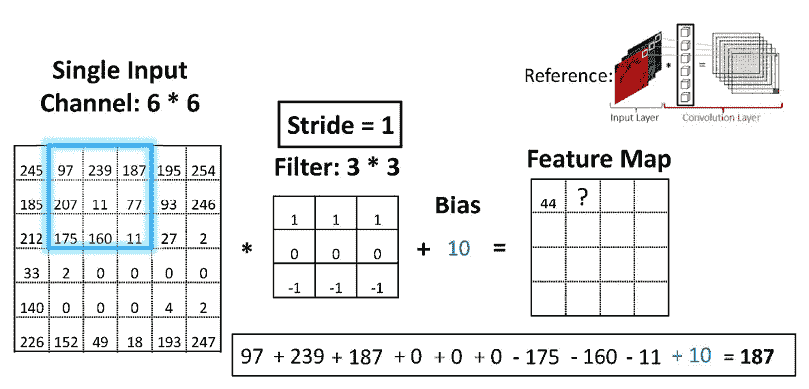 Single Input
Channel: 6 * 6
Stride = 1
Filter: 3 * 3
Reference:
*
=
Input Layer
Convolution Layer
Feature Map
245 97 239 187 195 254
185 207 11 77 93 246
212 175 160 11 27 2
33 2 0 0 0 0
140 0 0 0 4 2
226 152 49 18 193 247
*
1 1 1
0 0 0
-1 -1 -1
Bias
+ 10 =
44 ?
97 + 239 + 187 + 0 + 0 + 0 - 175 - 160 - 11 + 10 = 187